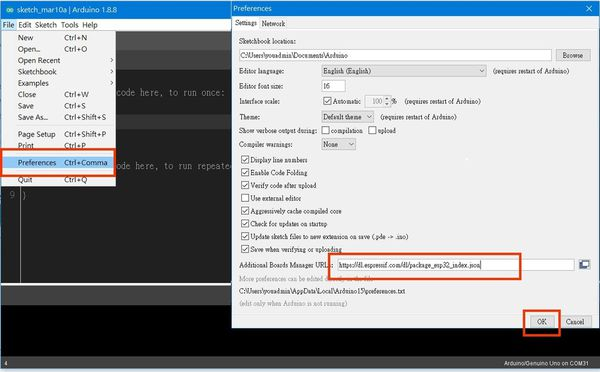 sketch_mar10a | Arduino 1.8.8
File Edit Sketch Tools Help
New Ctrl+N
Open... Ctrl+O
Open Recent
Sketchbook
Examples
Close Ctrl+W
Save Ctrl+S
Save As... Ctrl+Shift+S
Page Setup Ctrl+Shift+P
Print Ctrl+P
Preferences Ctrl+Comma
Quit Ctrl+Q
code here, to run once:
code here, to run repeate
9 }
4
Arduino/Genuino Uno on COM31
Preferences
Settings Network
Sketchbook location:
C:\Users\youadmin\Documents\Arduino Browse
Editor language: English (English) (requires restart of Arduino)
Editor font size: 16
Interface scale: Automatic 100 % (requires restart of Arduino)
Theme: Default theme (requires restart of Arduino)
Show verbose output during: compilation upload
Compiler warnings: None
Display line numbers
Enable Code Folding
Verify code after upload
Use external editor
Aggressively cache compiled core
Check for updates on startup
Update sketch files to new extension on save (.pde -> .ino)
Save when verifying or uploading
Additional Boards Manager URLs: https://dl.espressif.com/dl/package_esp32_index.json
More preferences can be edited directly in the file
C:\Users\youadmin\AppData\Local\Arduino15\preferences.txt
(edit only when Arduino is not running)
OK Cancel